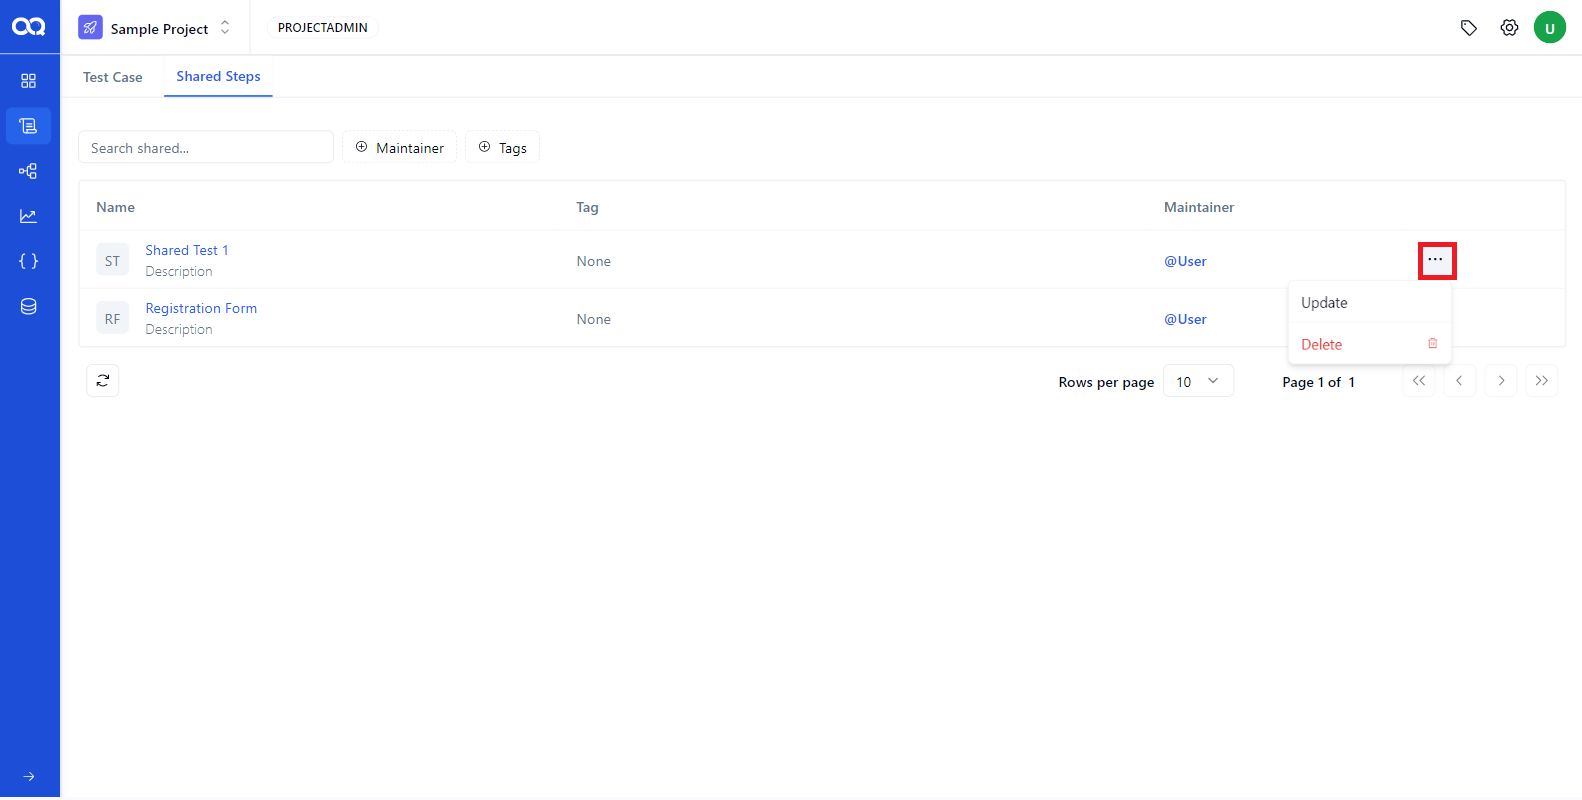 Sample Project
PROJECTADMIN
U
Test Case
Shared Steps
Search shared...
Maintainer
Tags
Name
Tag
Maintainer
ST
Shared Test 1
Description
None
@User
...
Update
Delete
RF
Registration Form
Description
None
@User
Rows per page
10
Page 1 of 1